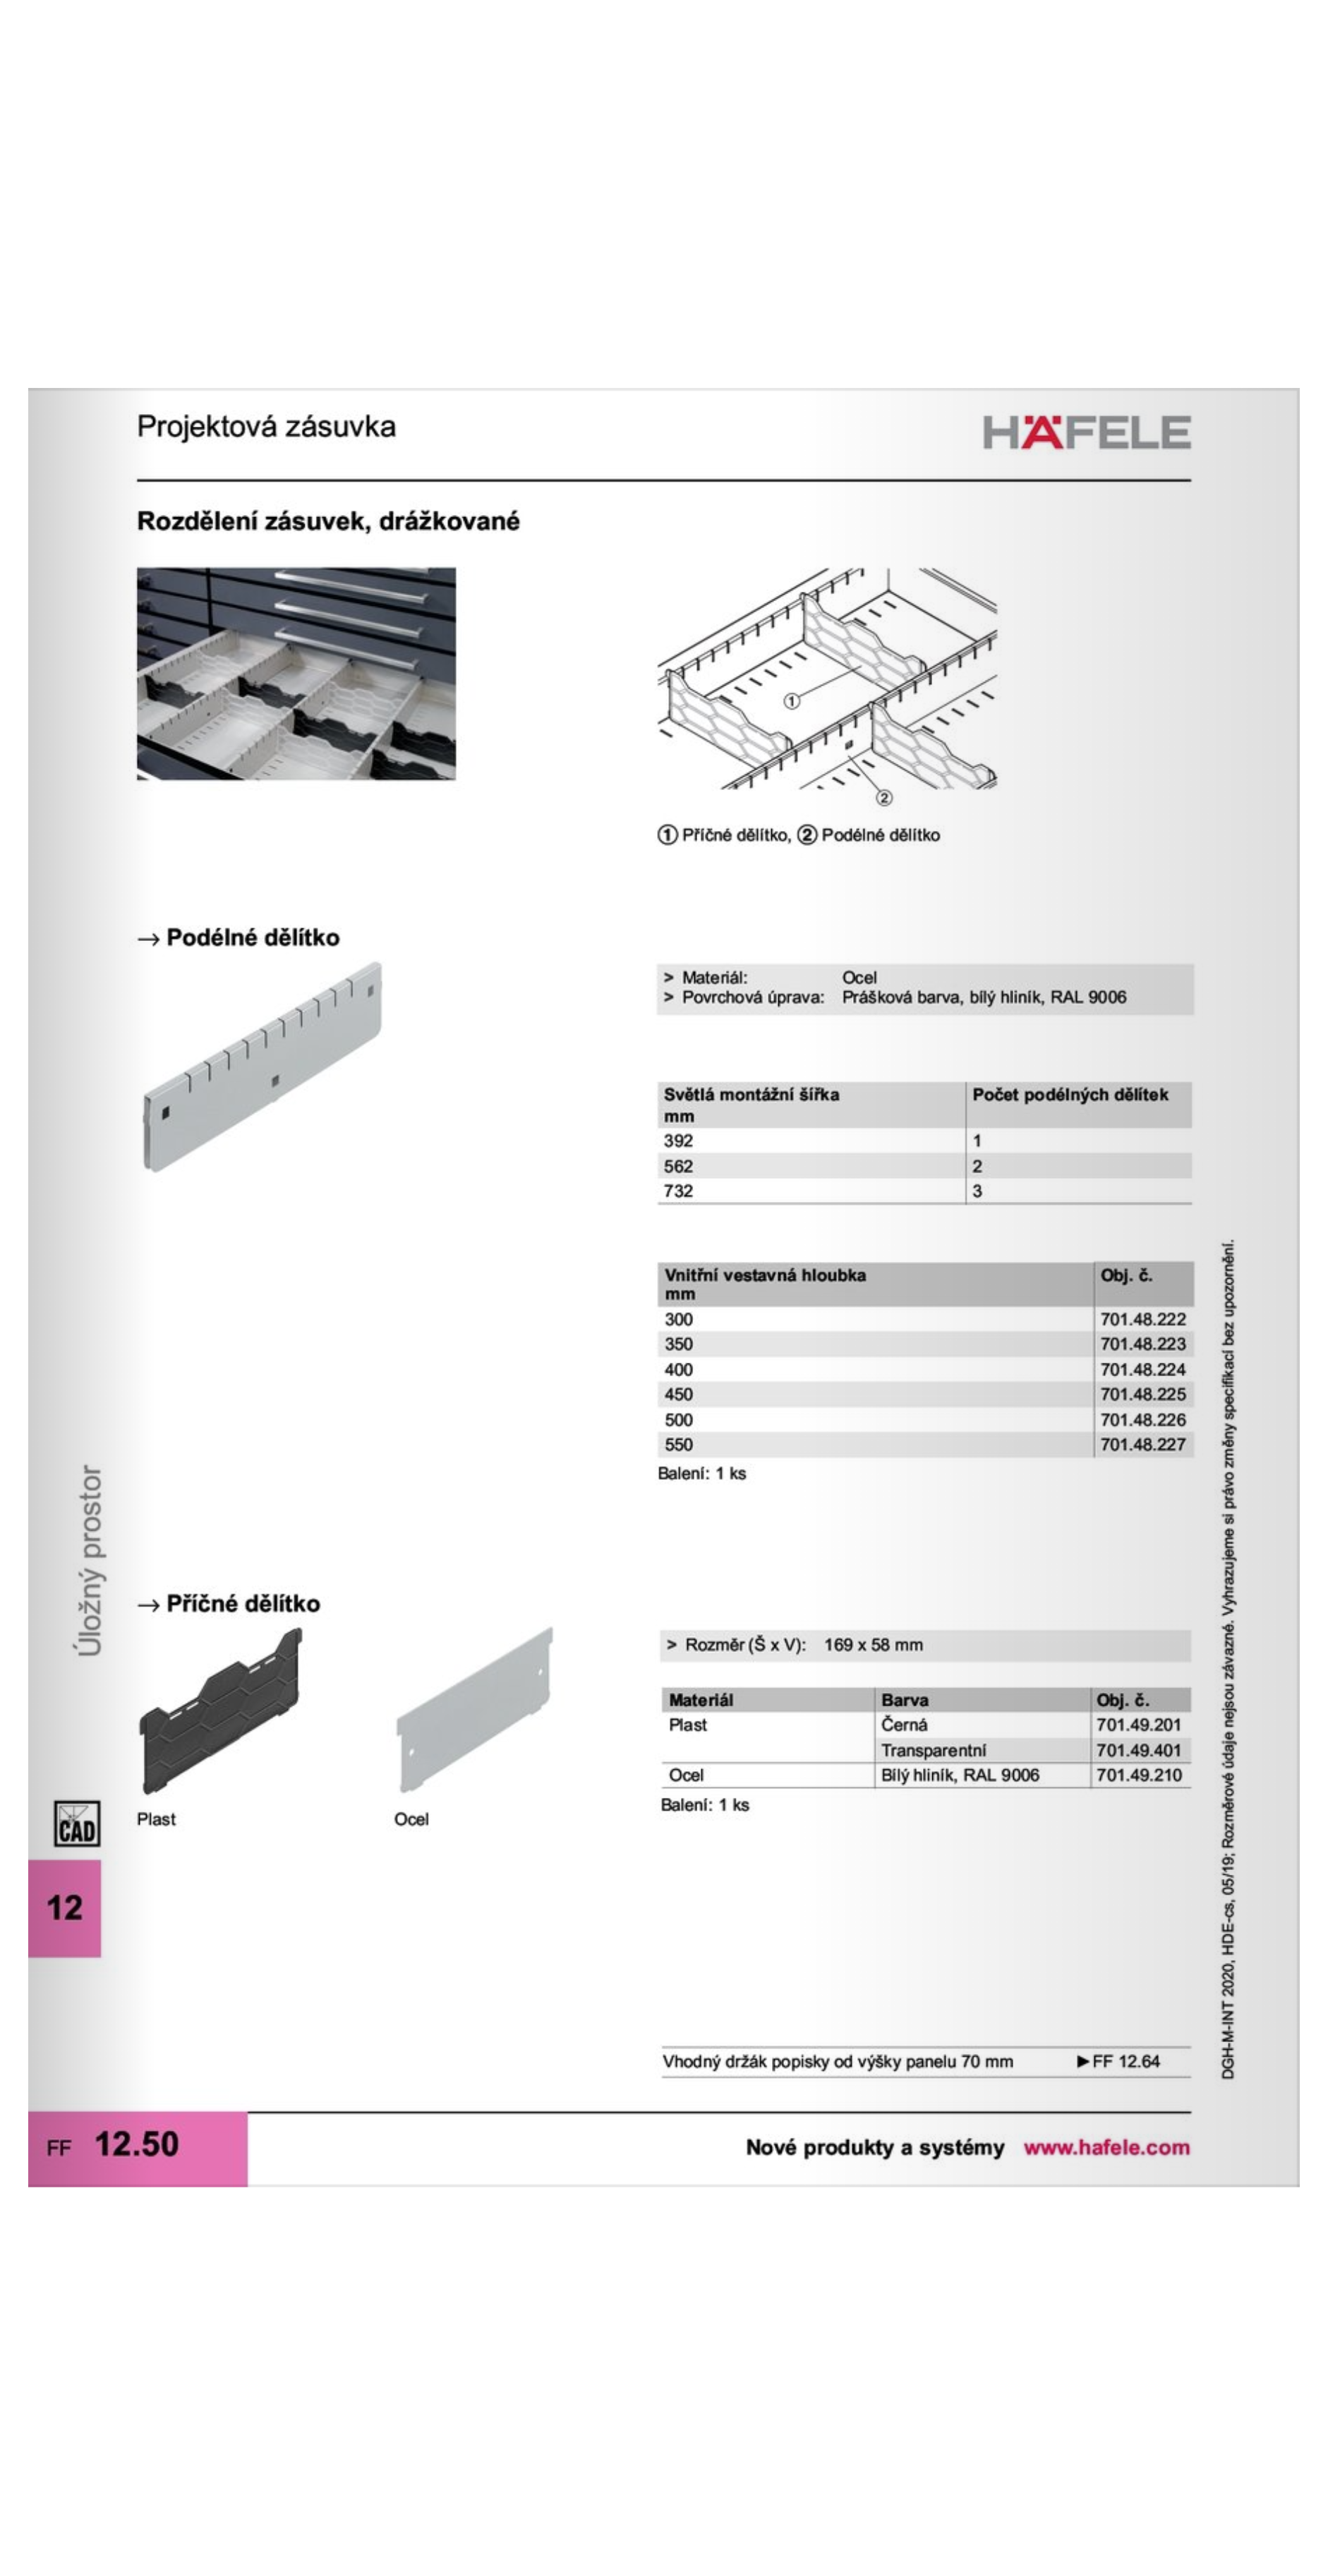 Projektová zásuvka
HÄFELE
Rozdělení zásuvek, drážkované
1
2
① Příčné dělítko, ② Podélné dělítko
→ Podélné dělítko
> Materiál: Ocel
> Povrchová úprava: Prášková barva, bílý hliník, RAL 9006
Světlá montážní šířka Počet podélných dělítek
mm
392 1
562 2
732 3
Vnitřní vestavná hloubka Obj. č.
mm
300 701.48.222
350 701.48.223
400 701.48.224
450 701.48.225
500 701.48.226
550 701.48.227
Balení: 1 ks
→ Příčné dělítko
> Rozměr (Š x V): 169 x 58 mm
Materiál Barva Obj. č.
Plast Černá 701.49.201
Transparentní 701.49.401
Ocel Bílý hliník, RAL 9006 701.49.210
Balení: 1 ks
Plast
Ocel
Úložný prostor
CAD
12
DGH-M-INT 2020, HDE-cs, 05/19; Rozměrové údaje nejsou závazné. Vyhrazujeme si právo změny specifikací bez upozornění.
Vhodný držák popisky od výšky panelu 70 mm ▶FF 12.64
FF 12.50
Nové produkty a systémy www.hafele.com